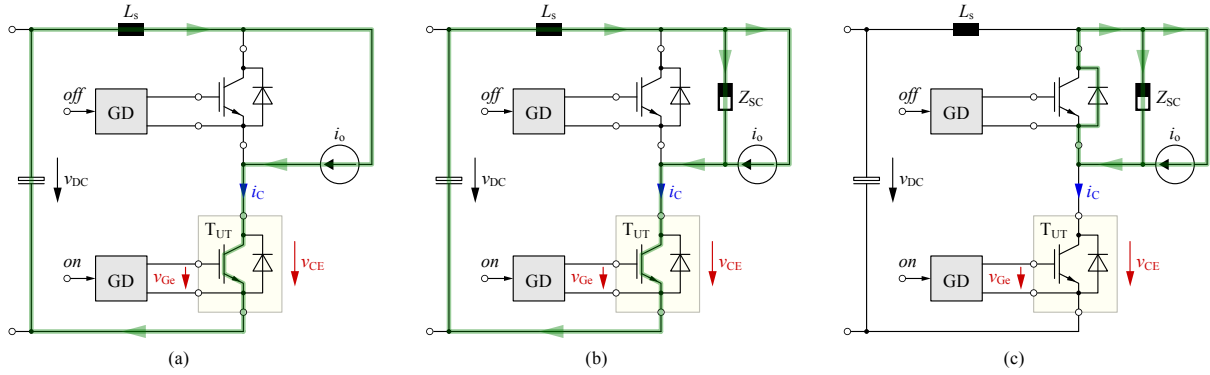 Ls
off
GD
io
vDC
iC
TUT
on
GD
vGe
vCE
(a)
Ls
off
GD
ZSC
io
vDC
iC
TUT
on
GD
vGe
vCE
(b)
Ls
off
GD
ZSC
io
vDC
iC
TUT
on
GD
vGe
vCE
(c)